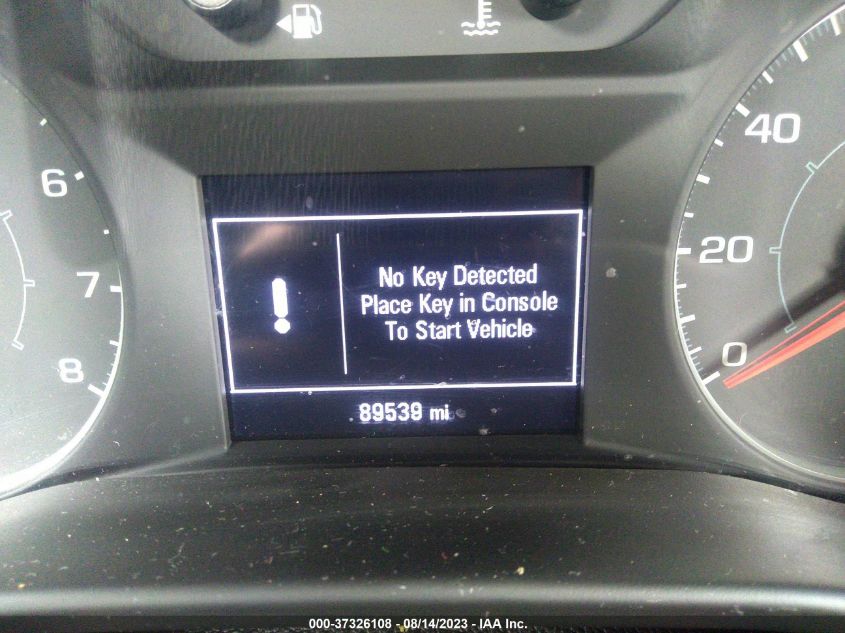 6
7
8
40
20
0
No Key Detected
Place Key in Console
To Start Vehicle
89539 mi
000-37326108 - 08/14/2023 - IAA Inc.